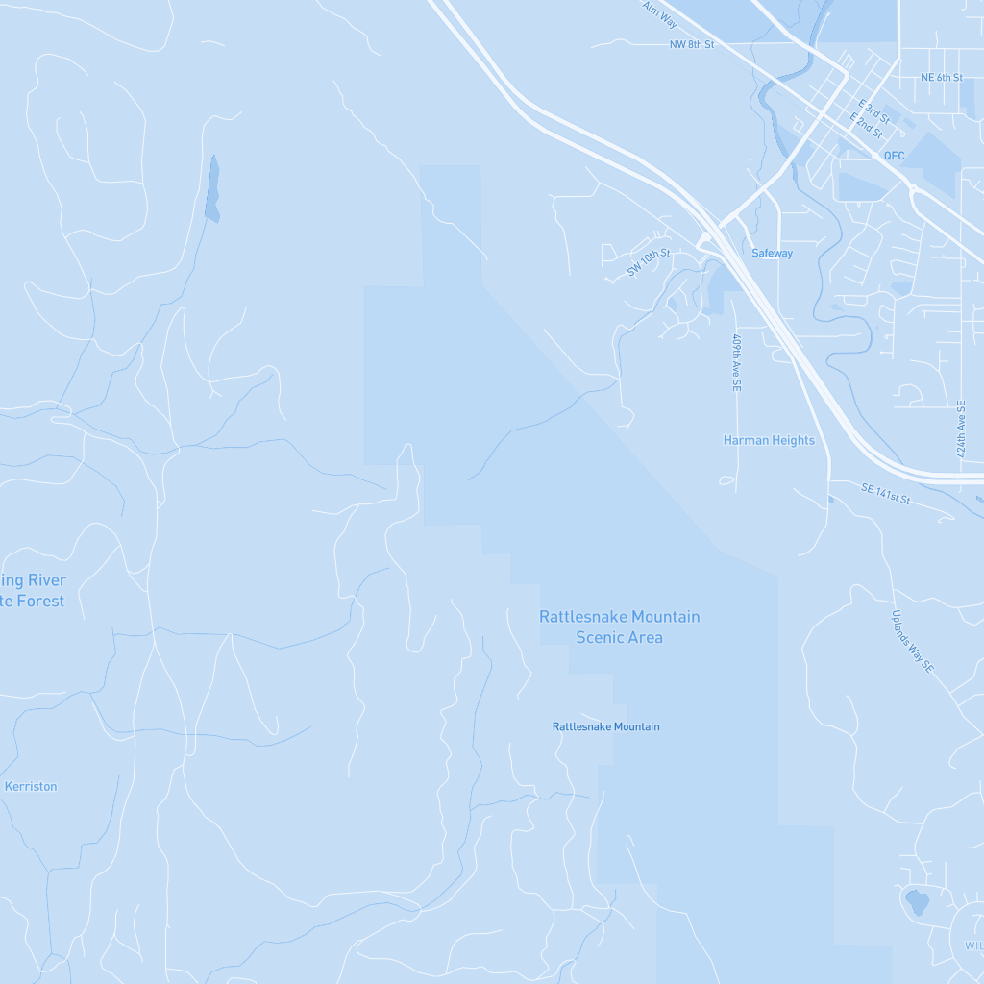 Alm Way
NW 8th St
NE 6th St
E 3rd St
E 2nd St
QFC
SW 10th St
Safeway
409th Ave SE
424th Ave SE
Harman Heights
SE 141st St
ing River
te Forest
Rattlesnake Mountain
Scenic Area
Uplands Way SE
Rattlesnake Mountain
Kerriston
WIL